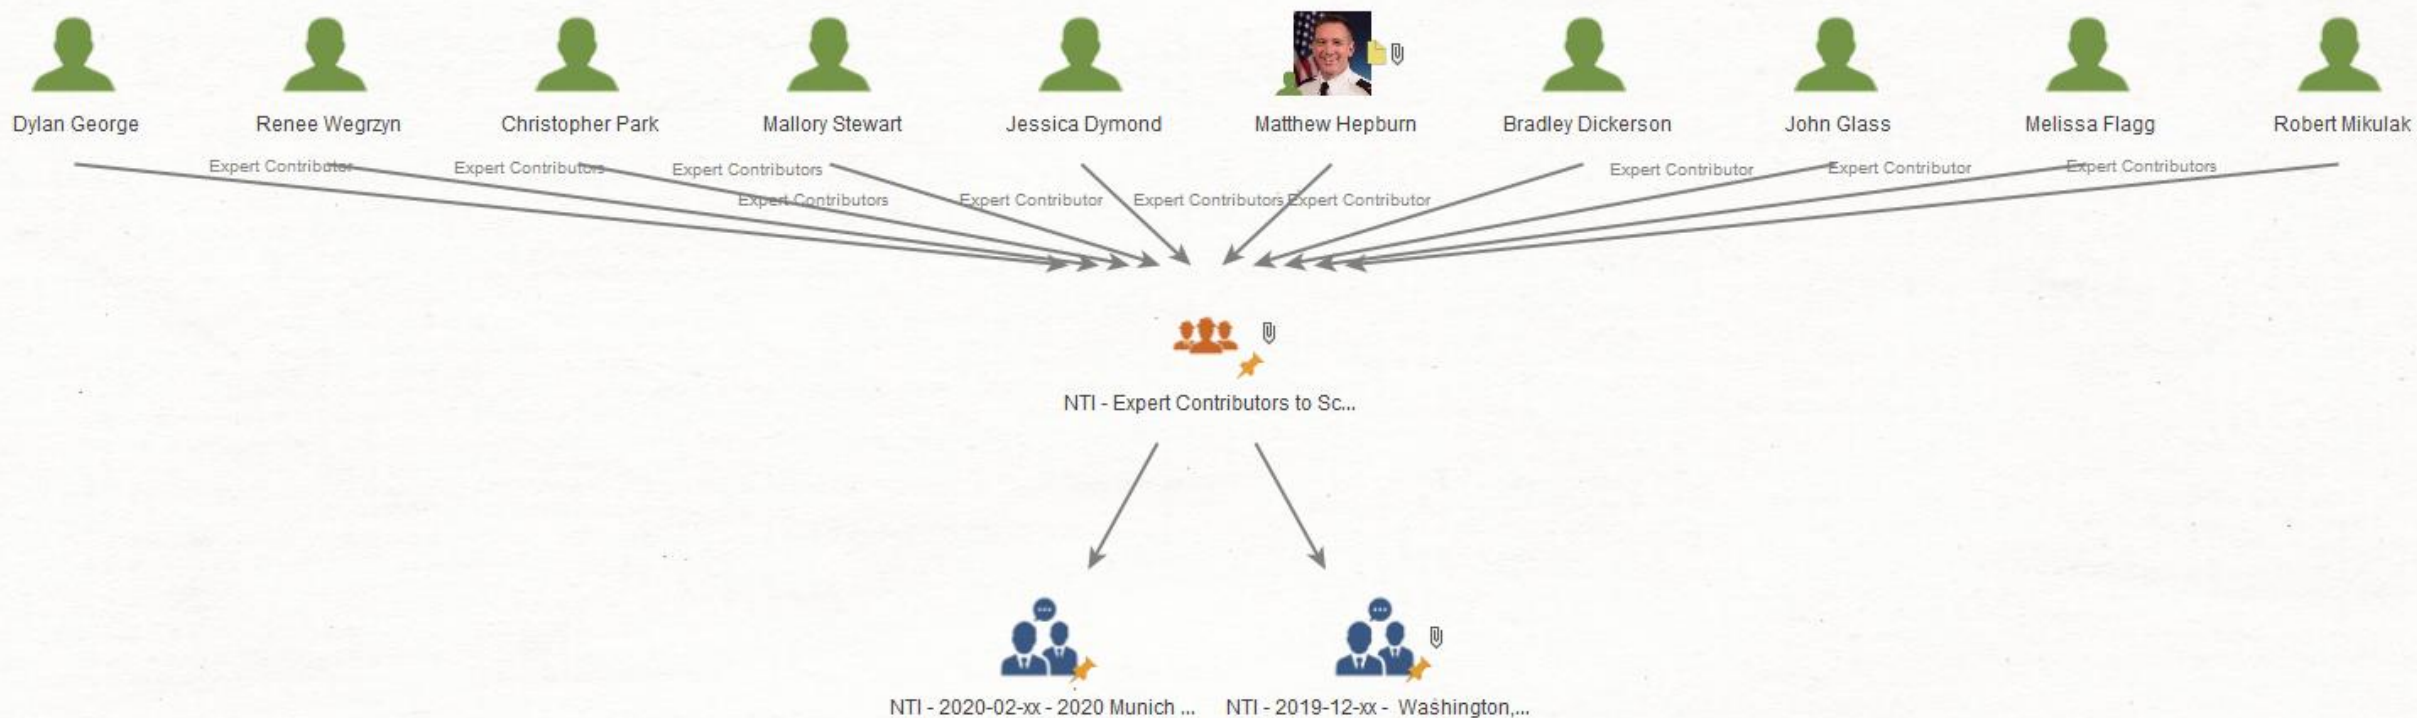 Dylan George
Renee Wegrzyn
Christopher Park
Mallory Stewart
Jessica Dymond
Matthew Hepburn
Bradley Dickerson
John Glass
Melissa Flagg
Robert Mikulak
Expert Contributor
Expert Contributors
Expert Contributors
Expert Contributor
Expert Contributor
Expert Contributors
Expert Contributors
Expert Contributor
Expert Contributors
Expert Contributor
NTI - Expert Contributors to Sc...
NTI - 2020-02-xx - 2020 Munich ...
NTI - 2019-12-xx - Washington,...